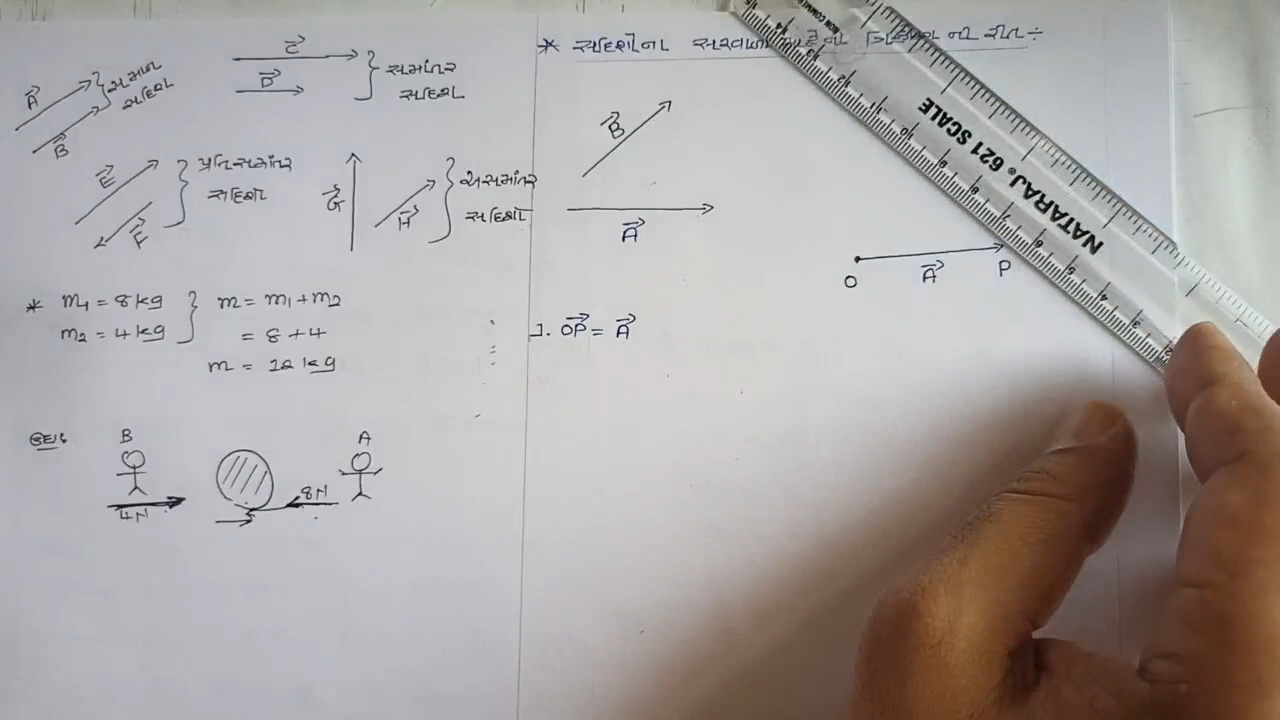 A
B
સમાન
સદિશ
C
D
સમાંતર
સદિશ
E
F
પ્રતિસમાંતર
સદિશો
G
H
અસમાંતર
સદિશો
* m₁ = 8 kg
m₂ = 4 kg
m = m₁ + m₂
= 8 + 4
m = 12 kg
B
4N
8N
A
* સદિશોના ની રીત ÷
B
A
1. OP = A
O
A
P
NATARAJ 621 SCALE